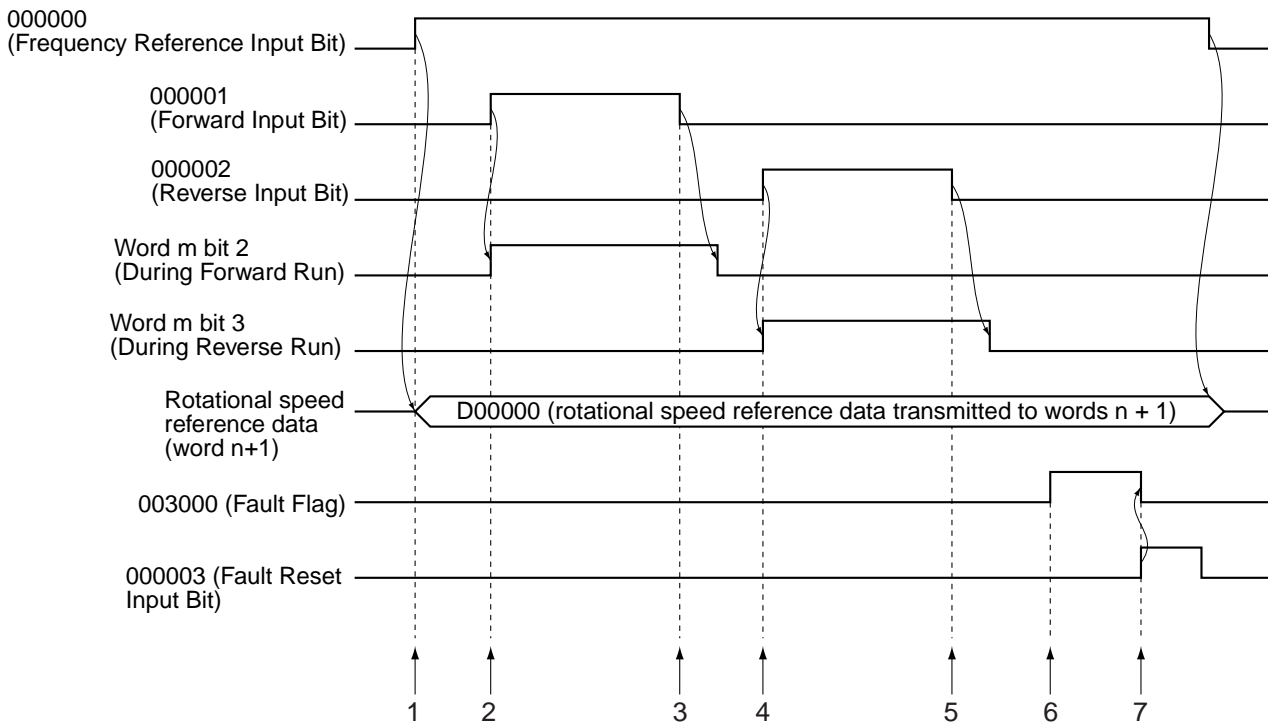 000000
(Frequency Reference Input Bit)
000001
(Forward Input Bit)
000002
(Reverse Input Bit)
Word m bit 2
(During Forward Run)
Word m bit 3
(During Reverse Run)
Rotational speed
reference data
(word n+1)
D00000 (rotational speed reference data transmitted to words n + 1)
003000 (Fault Flag)
000003 (Fault Reset
Input Bit)
1 2 3 4 5 6 7